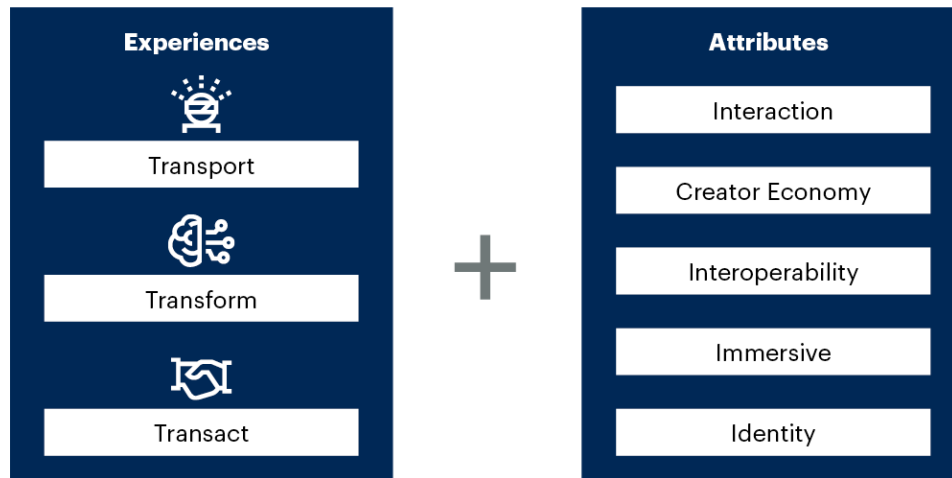 Experiences
Transport
Transform
Transact
+
Attributes
Interaction
Creator Economy
Interoperability
Immersive
Identity